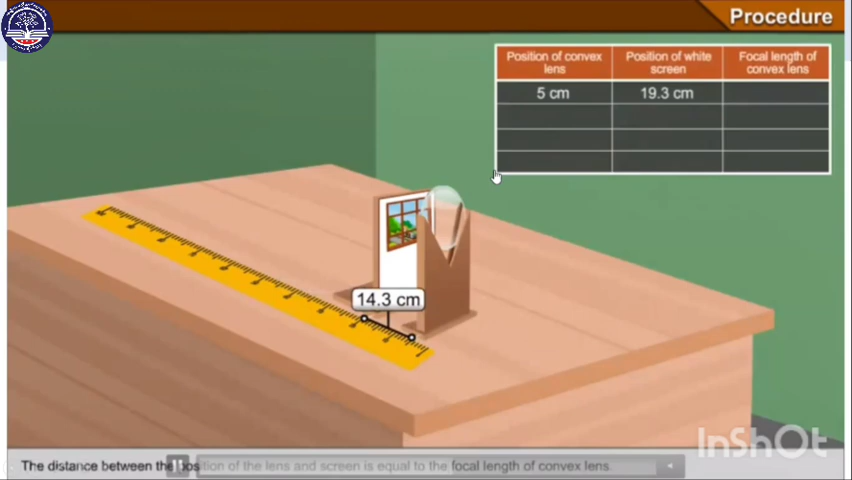 Procedure
Position of convex lens
Position of white screen
Focal length of convex lens
5 cm
19.3 cm
14.3 cm
InShOt
The distance between the position of the lens and screen is equal to the focal length of convex lens.